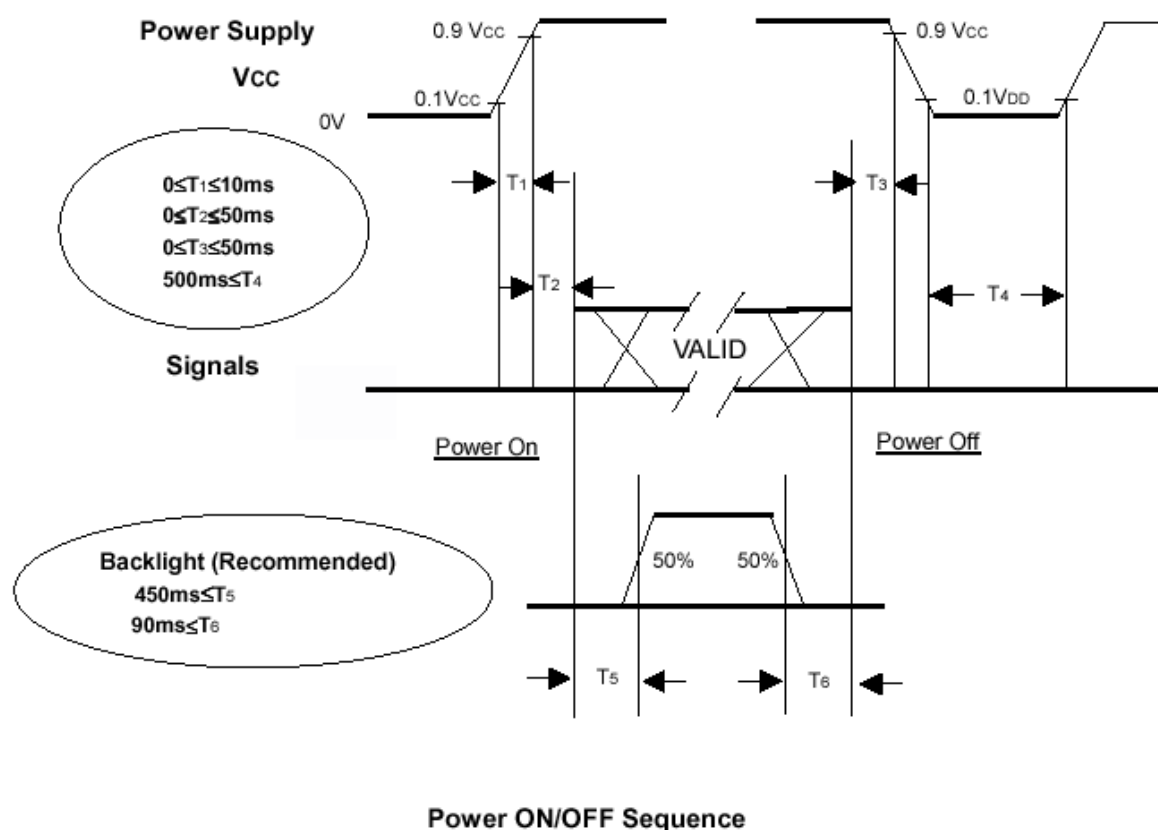 Power Supply
VCC
0.9 VCC
0.1VCC
0V
0.9 VCC
0.1VDD
0≤T1≤10ms
0≤T2≤50ms
0≤T3≤50ms
500ms≤T4
T1
T2
T3
T4
Signals
VALID
Power On
Power Off
Backlight (Recommended)
450ms≤T5
90ms≤T6
50%
50%
T5
T6
Power ON/OFF Sequence